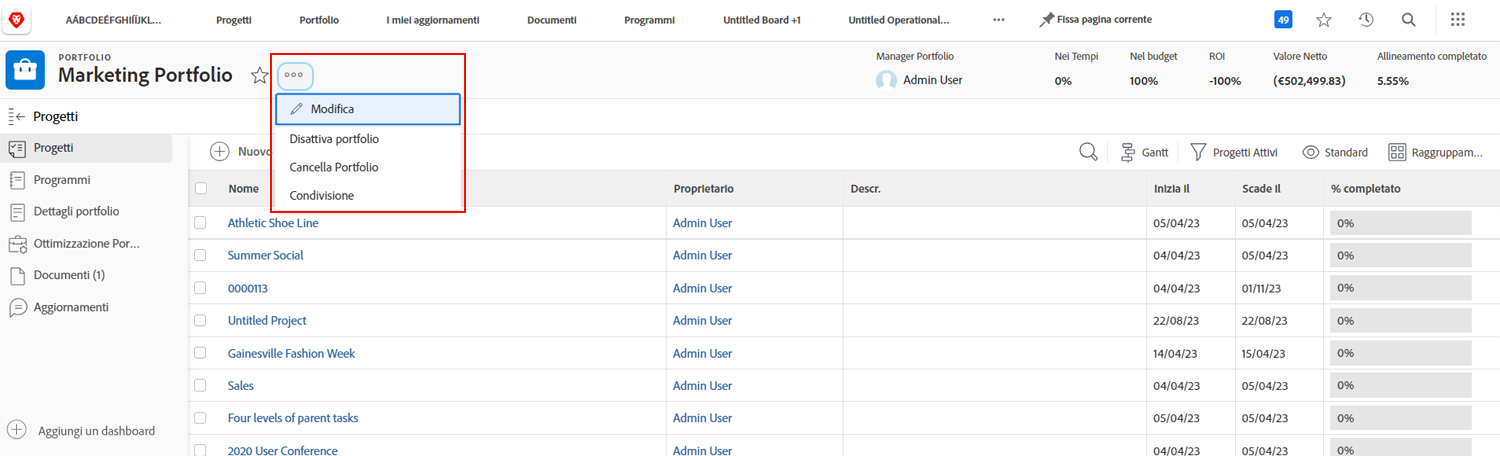 AÁBCDEÉFGHIÍÏJKL... Progetti Portfolio I miei aggiornamenti Documenti Programmi Untitled Board +1 Untitled Operational... ••• Fissa pagina corrente 49
PORTFOLIO
Marketing Portfolio
Manager Portfolio Nei Tempi Nel budget ROI Valore Netto Allineamento completato
Admin User 0% 100% -100% (€502,499.83) 5.55%
Modifica
Disattiva portfolio
Cancella Portfolio
Condivisione
Progetti
Progetti
Programmi
Dettagli portfolio
Ottimizzazione Por...
Documenti (1)
Aggiornamenti
Aggiungi un dashboard
Nuovo Gantt Progetti Attivi Standard Raggruppam...
Nome Proprietario Descr. Inizia Il Scade Il % completato
Athletic Shoe Line Admin User 05/04/23 05/04/23 0%
Summer Social Admin User 04/04/23 05/04/23 0%
0000113 Admin User 04/04/23 01/11/23 0%
Untitled Project Admin User 22/08/23 22/08/23 0%
Gainesville Fashion Week Admin User 14/04/23 15/04/23 0%
Sales Admin User 04/04/23 05/04/23 0%
Four levels of parent tasks Admin User 05/04/23 05/04/23 0%
2020 User Conference Admin User 04/04/23 05/04/23 0%